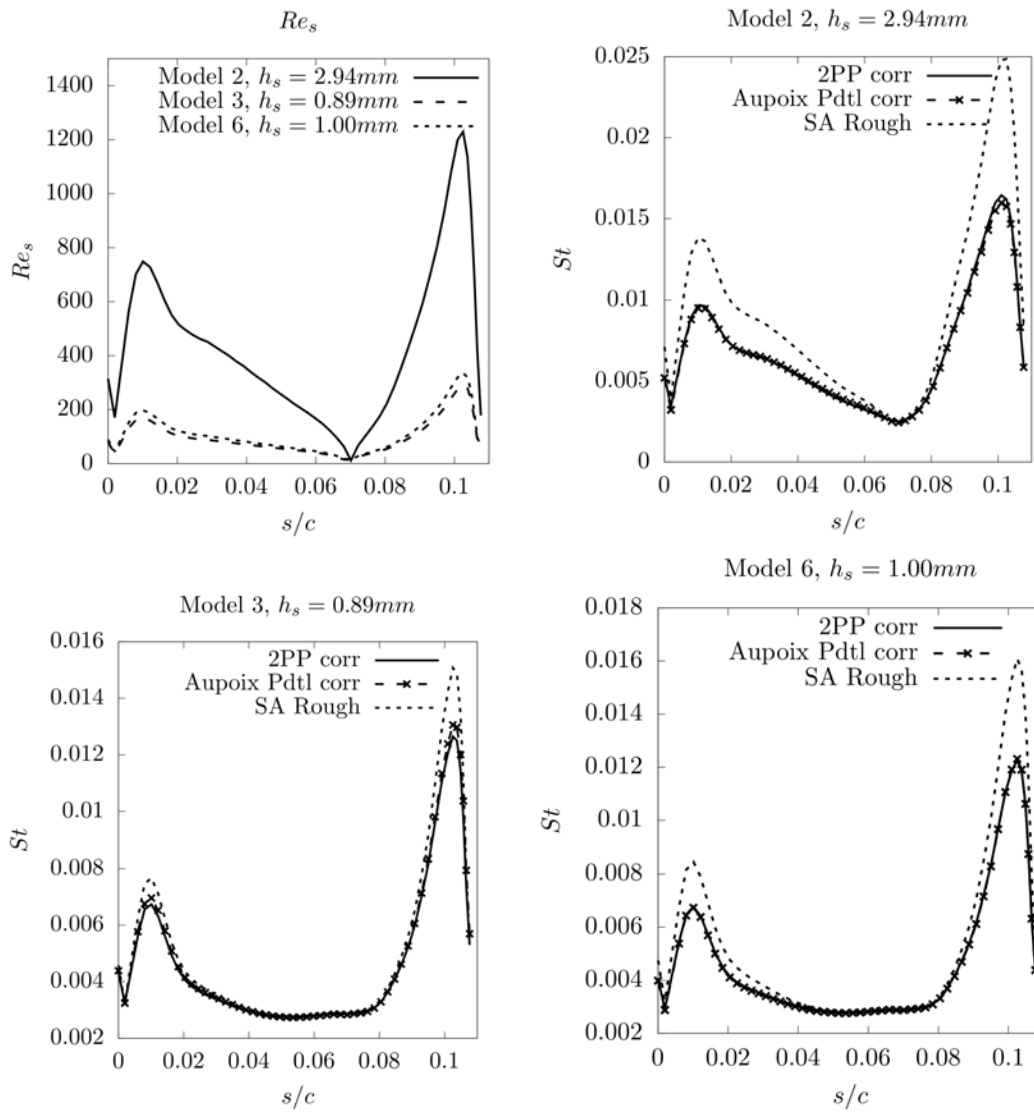 Re_s
Model 2, h_s = 2.94mm
Model 3, h_s = 0.89mm
Model 6, h_s = 1.00mm
1400
1200
1000
800
600
400
200
0
Re_s
0 0.02 0.04 0.06 0.08 0.1
s/c
Model 2, h_s = 2.94mm
2PP corr
Aupoix Pdtl corr
SA Rough
0.025
0.02
0.015
0.01
0.005
0
St
0 0.02 0.04 0.06 0.08 0.1
s/c
Model 3, h_s = 0.89mm
2PP corr
Aupoix Pdtl corr
SA Rough
0.016
0.014
0.012
0.01
0.008
0.006
0.004
0.002
St
0 0.02 0.04 0.06 0.08 0.1
s/c
Model 6, h_s = 1.00mm
2PP corr
Aupoix Pdtl corr
SA Rough
0.018
0.016
0.014
0.012
0.01
0.008
0.006
0.004
0.002
St
0 0.02 0.04 0.06 0.08 0.1
s/c